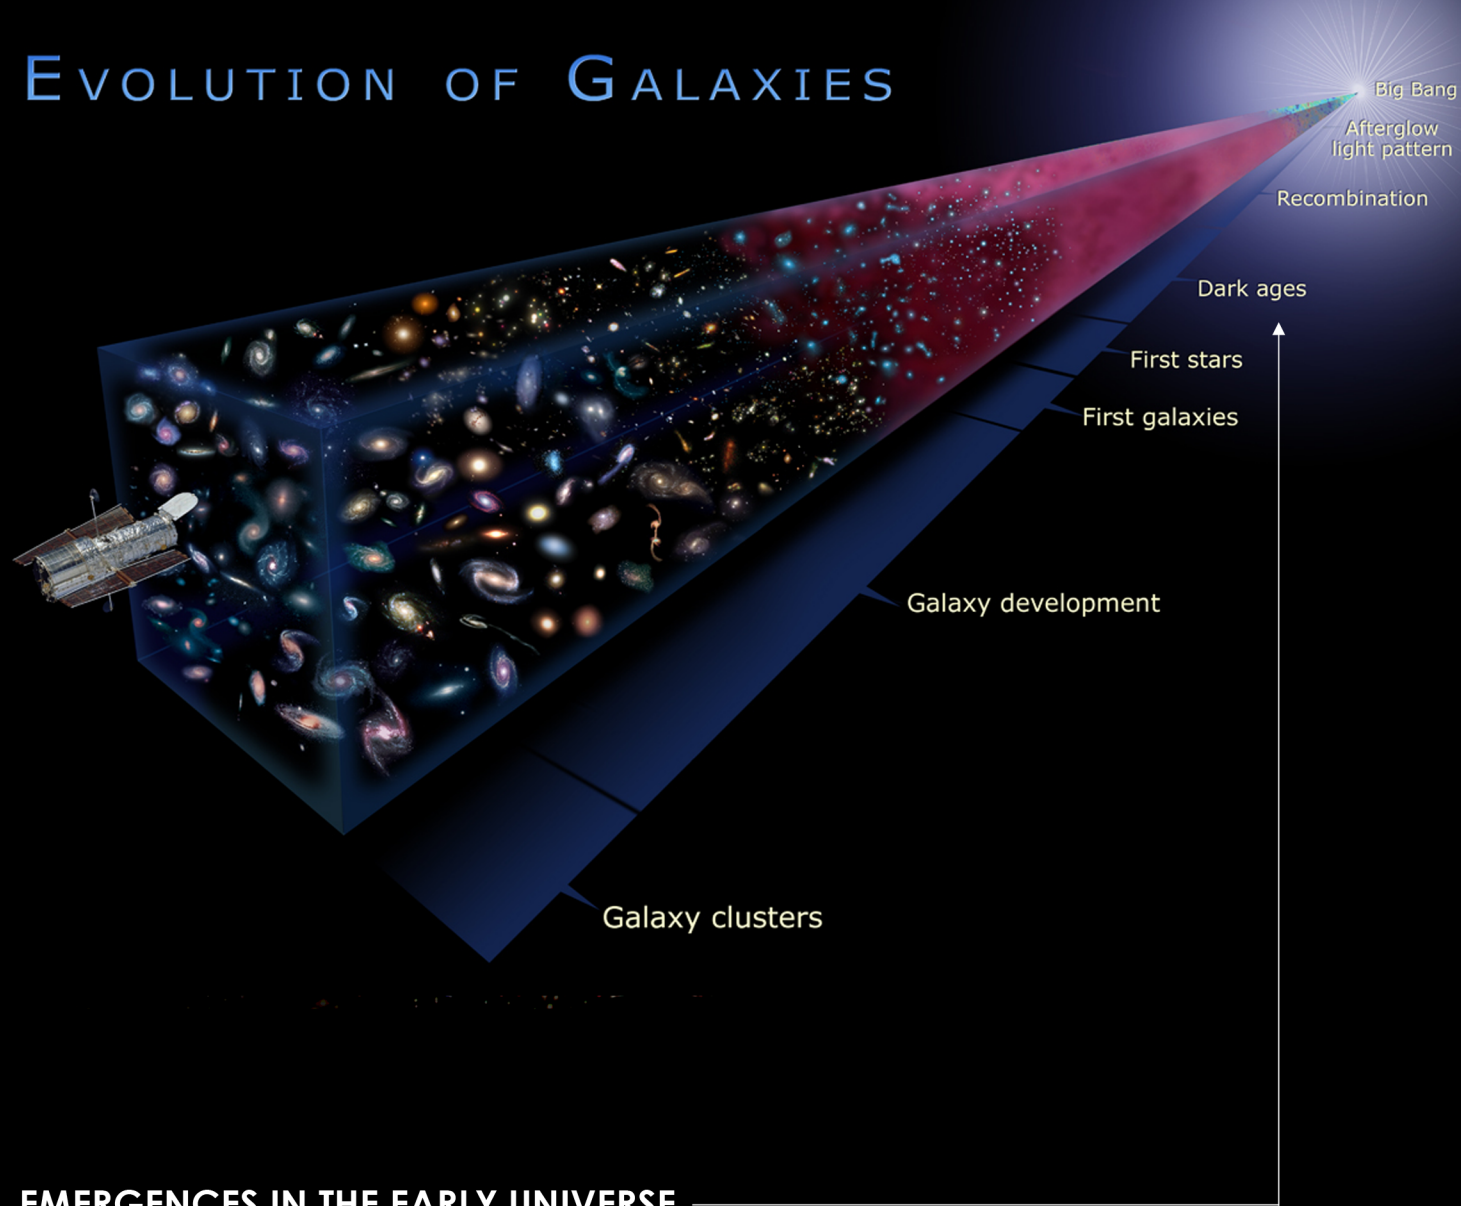 EVOLUTION OF GALAXIES
Big Bang
Afterglow
light pattern
Recombination
Dark ages
First stars
First galaxies
Galaxy development
Galaxy clusters
EMERGENCES IN THE EARLY UNIVERSE